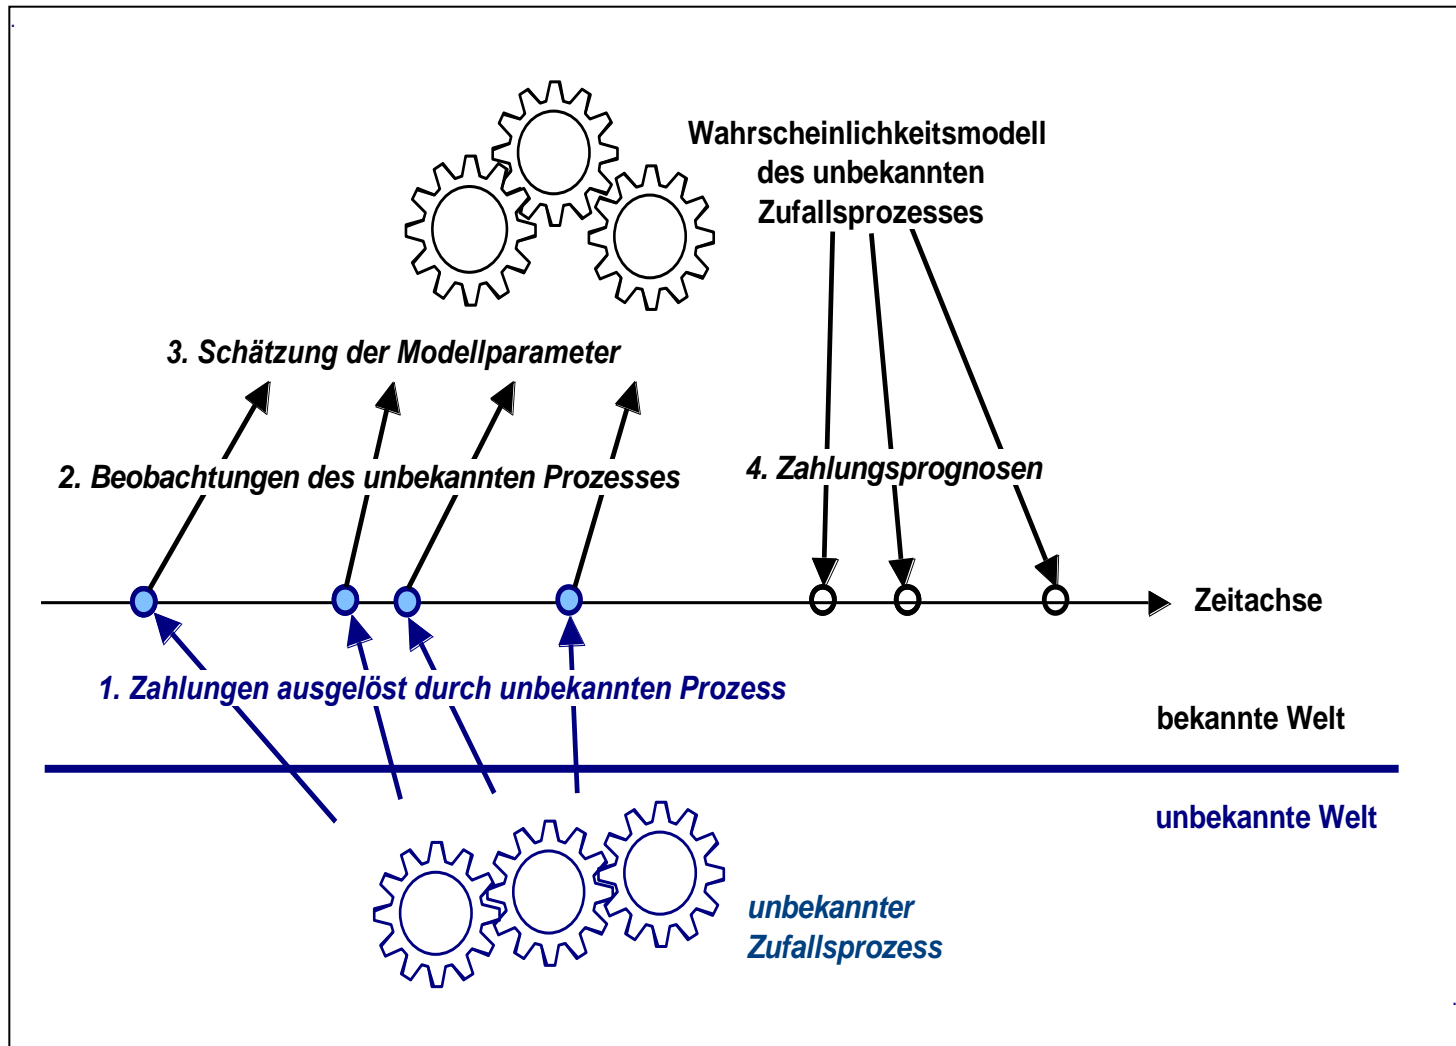 Wahrscheinlichkeitsmodell
des unbekannten
Zufallsprozesses
3. Schätzung der Modellparameter
2. Beobachtungen des unbekannten Prozesses
4. Zahlungsprognosen
Zeitachse
1. Zahlungen ausgelöst durch unbekannten Prozess
bekannte Welt
unbekannte Welt
unbekannter
Zufallsprozess